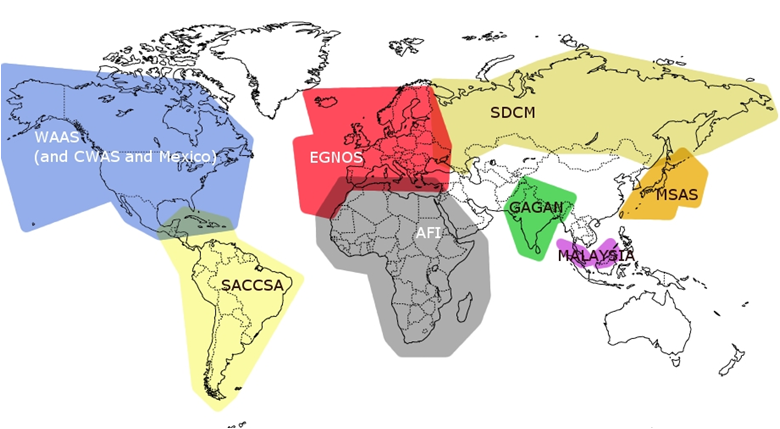 SDCM
WAAS
(and CWAS and Mexico)
EGNOS
MSAS
GAGAN
AFI
MALAYSIA
SACCSA